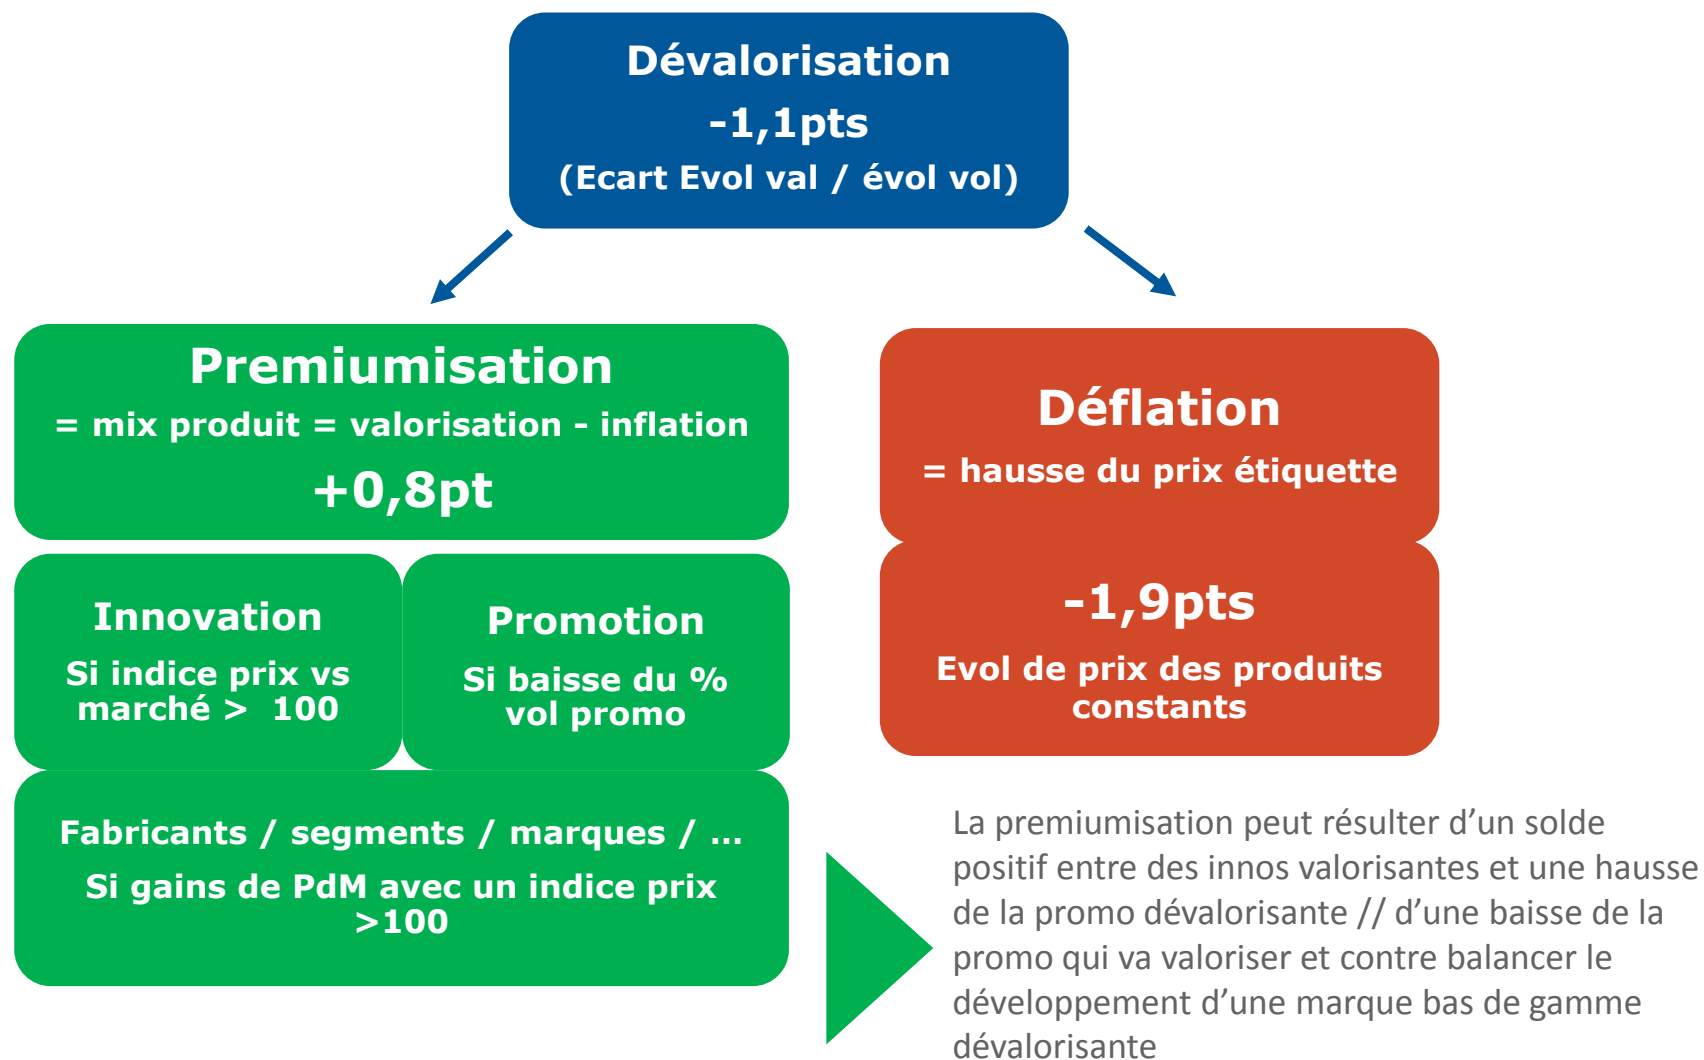 Dévalorisation
-1,1pts
(Ecart Evol val / évol vol)
Premiumisation
= mix produit = valorisation - inflation
+0,8pt
Déflation
= hausse du prix étiquette
-1,9pts
Evol de prix des produits
constants
Innovation
Si indice prix vs
marché > 100
Promotion
Si baisse du %
vol promo
Fabricants / segments / marques / ...
Si gains de PdM avec un indice prix
>100
La premiumisation peut résulter d’un solde
positif entre des innos valorisantes et une hausse
de la promo dévalorisante // d’une baisse de la
promo qui va valoriser et contre balancer le
développement d’une marque bas de gamme
dévalorisante